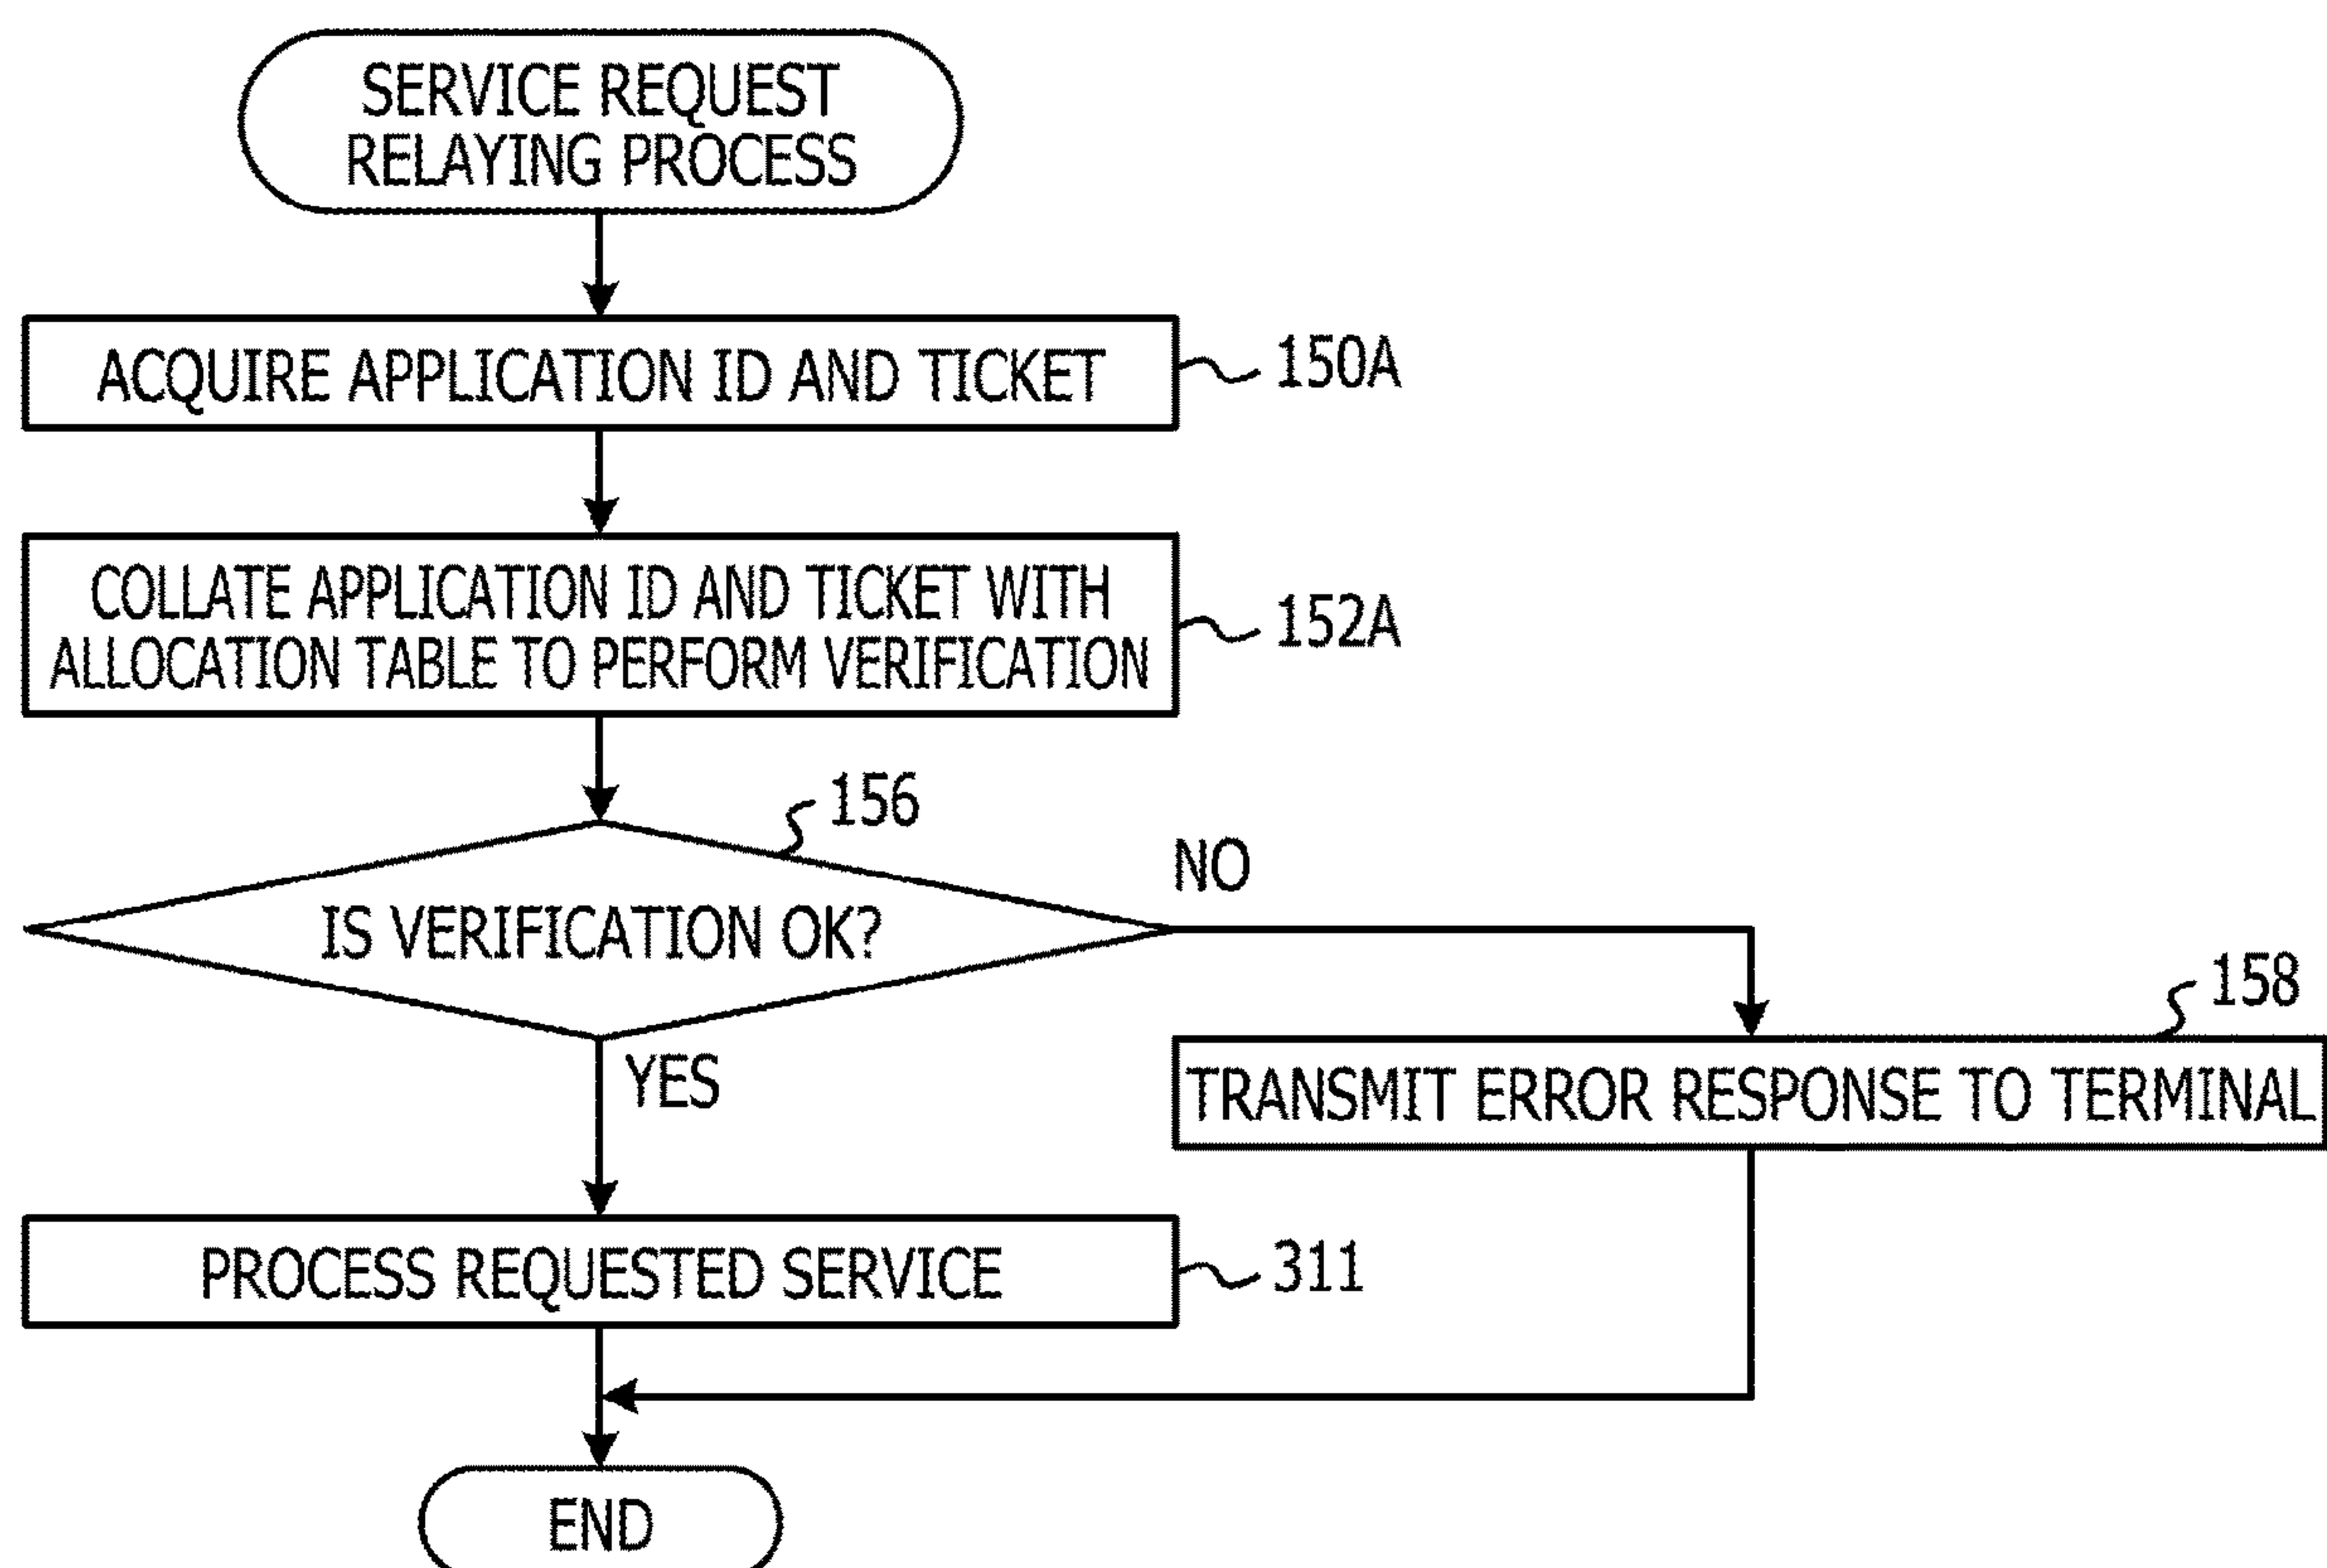 SERVICE REQUEST
RELAYING PROCESS
ACQUIRE APPLICATION ID AND TICKET
150A
COLLATE APPLICATION ID AND TICKET WITH
ALLOCATION TABLE TO PERFORM VERIFICATION
152A
156
IS VERIFICATION OK?
NO
158
TRANSMIT ERROR RESPONSE TO TERMINAL
YES
PROCESS REQUESTED SERVICE
311
END